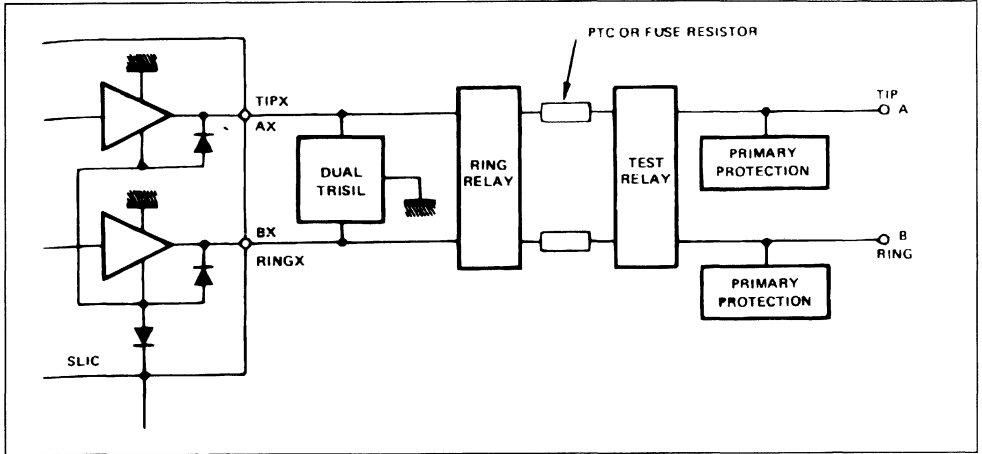 PTC OR FUSE RESISTOR
TIPX
AX
DUAL
TRISIL
RING
RELAY
TEST
RELAY
TIP
A
PRIMARY
PROTECTION
BX
RINGX
B
RING
PRIMARY
PROTECTION
SLIC